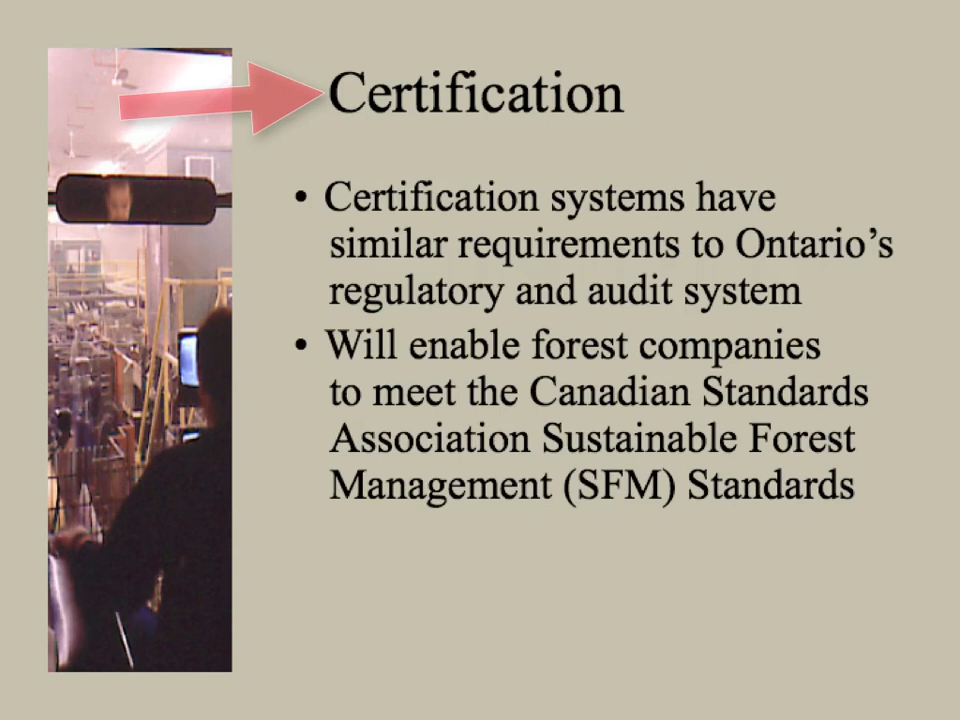 Certification
• Certification systems have
similar requirements to Ontario’s
regulatory and audit system
• Will enable forest companies
to meet the Canadian Standards
Association Sustainable Forest
Management (SFM) Standards